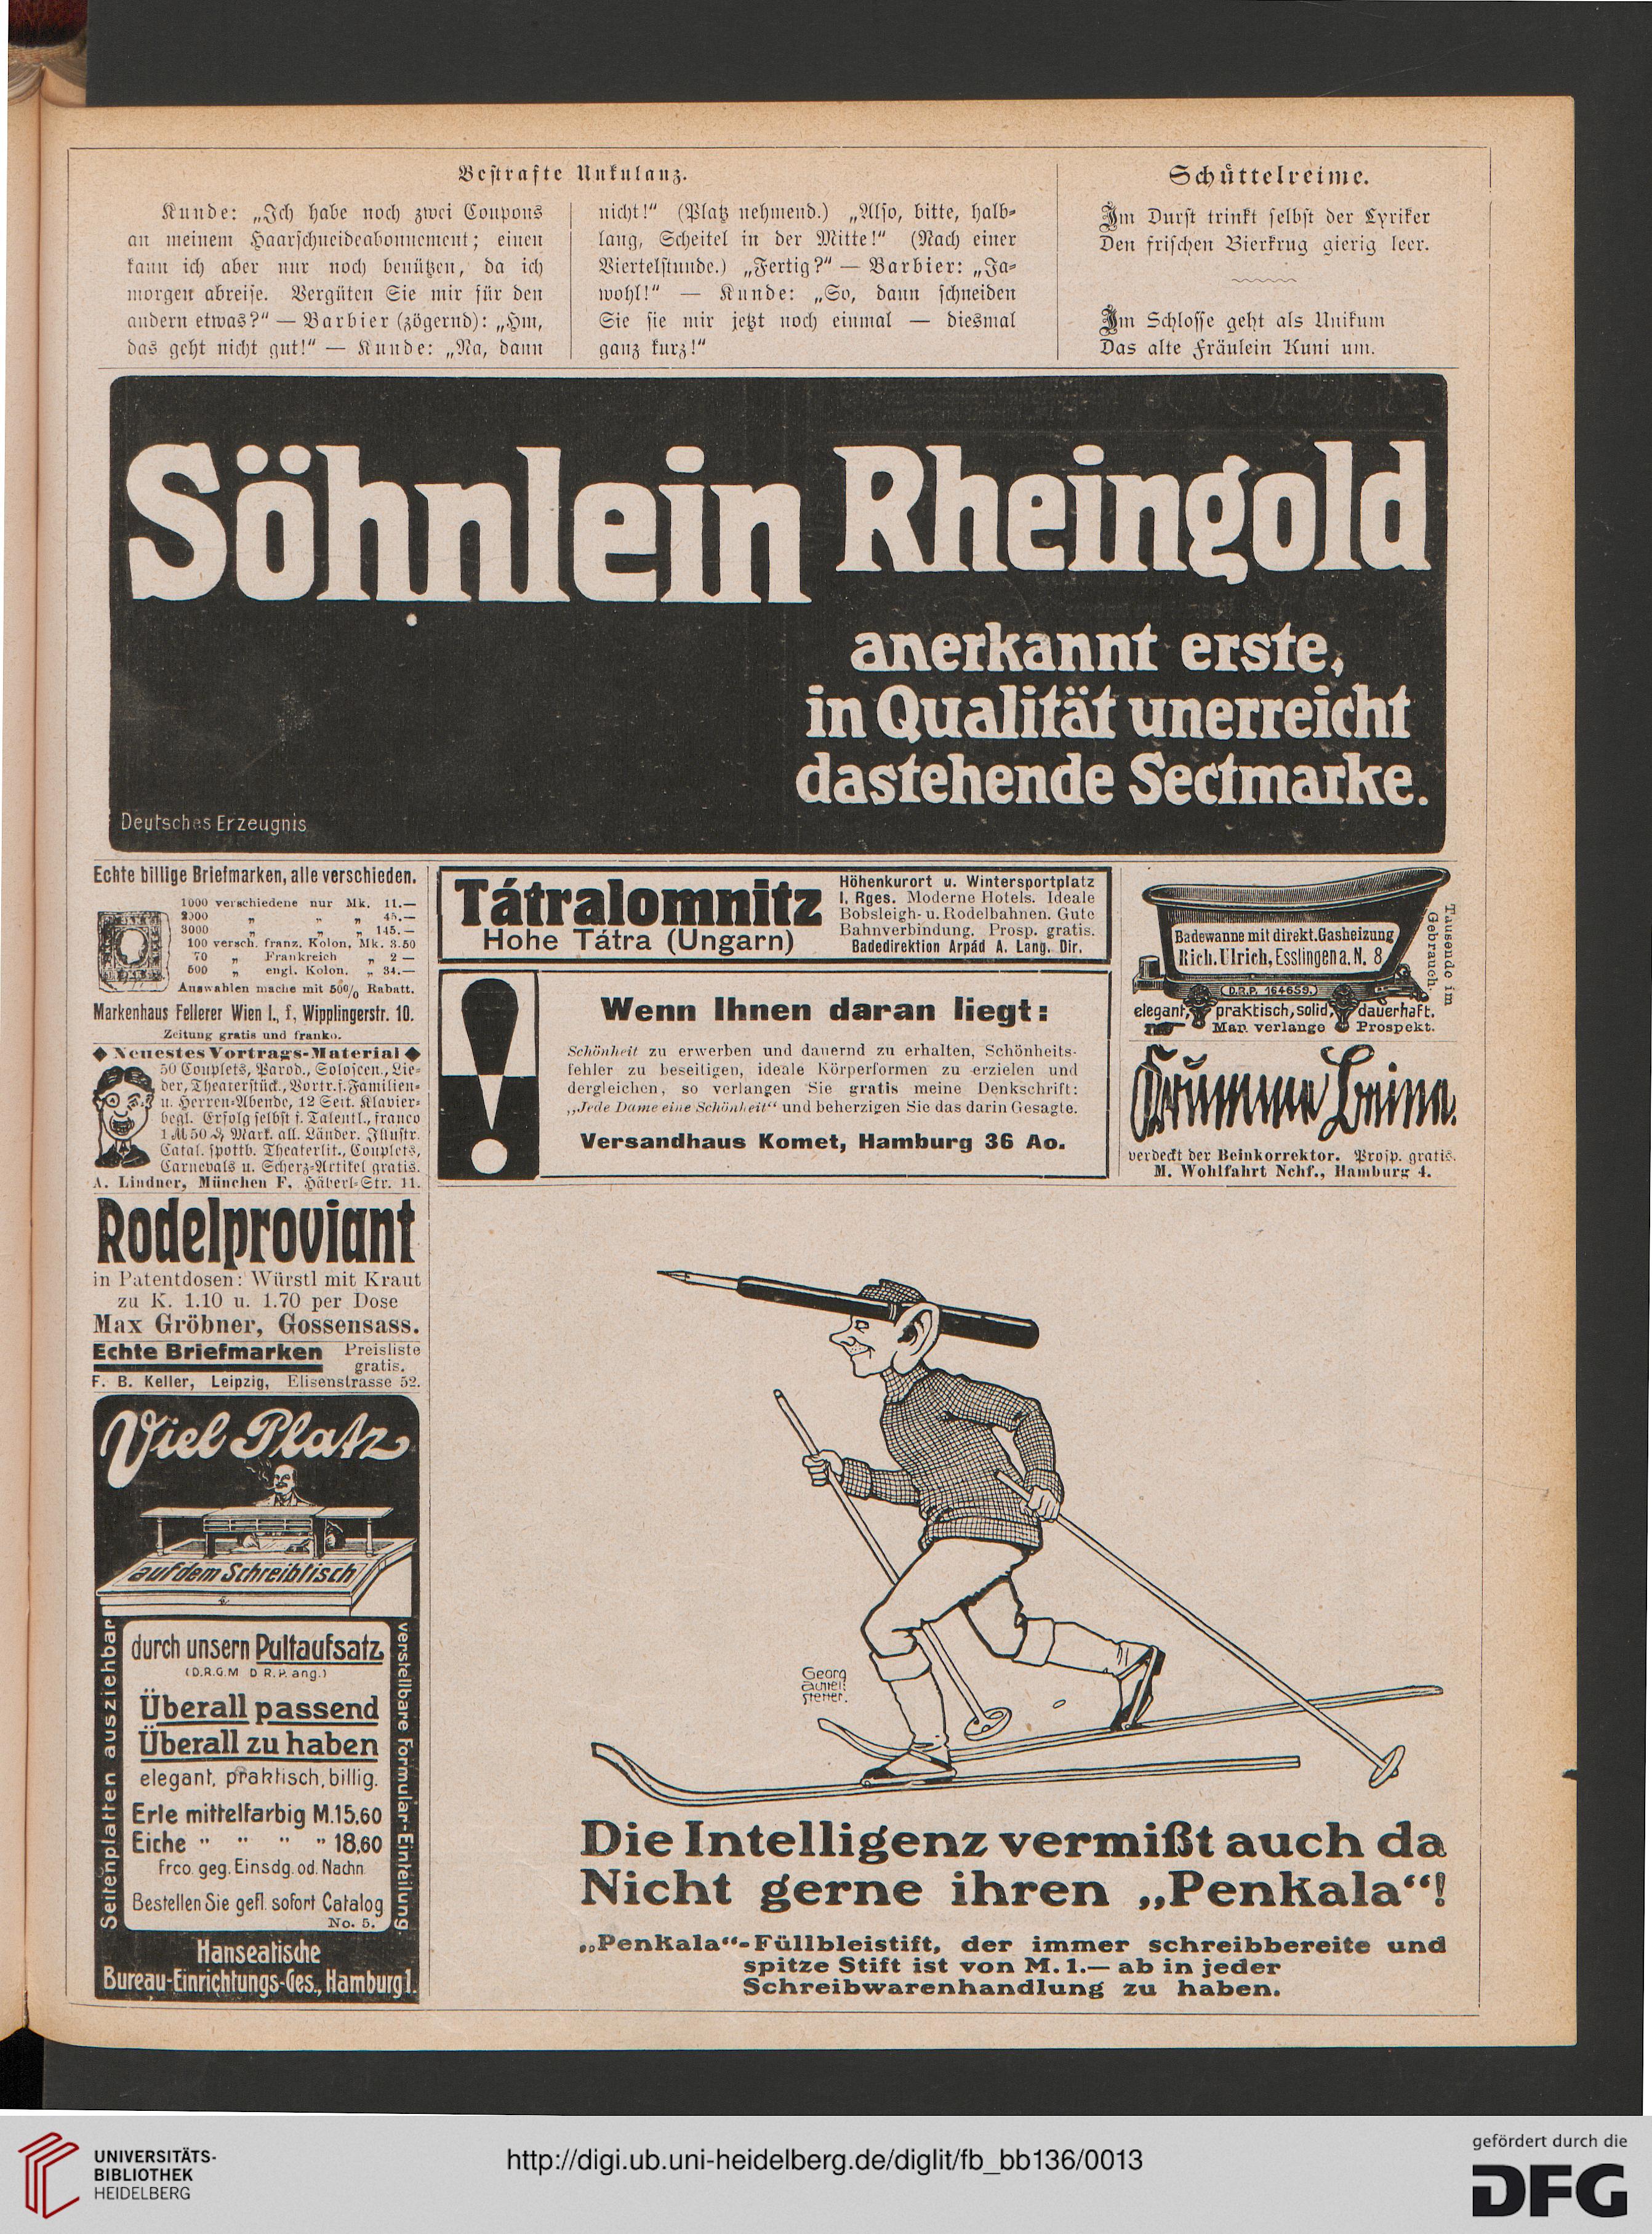 Bestrafte Unkulanz.
Kunde: „Ich habe noch zwei Coupons
an meinem Haarschneideabonnement; einen
kann ich aber nur noch benützen, da ich
morgen abreise. Vergüten Sie mir für den
andern etwas?“ — Barbier (zögernd): „Hm,
das geht nicht gut!“ — Kunde: „Na, dann
nicht!“ (Platz nehmend.) „Also, bitte, halb-
lang, Scheitel in der Mitte!“ (Nach einer
Viertelstunde.) „Fertig?“ — Barbier: „Ja-
wohl!“ — Kunde: „So, dann schneiden
Sie sie mir jetzt noch einmal — diesmal
ganz kurz!“
Schüttelreime.
Im Durst trinkt selbst der Lyriker
Den frischen Bierkrug gierig leer.
Im Schlosse geht als Unikum
Das alte Fräulein Kuni um.
Söhnlein Rheingold
anerkannt erste,
in Qualität unerreicht
dastehende Sectmarke.
Deutsches Erzeugnis
Echte billige Briefmarken, alle verschieden.
1000 verschiedene nur Mk. 11.—
2000 „ „ „ 45.—
3000 „ „ „ 145.—
100 versch. franz. Kolon. Mk. 3.50
70 „ Frankreich „ 2 —
500 „ engl. Kolon. „ 34.—
Auswahlen mache mit 50% Rabatt.
Markenhaus Fellerer Wien I., f, Wipplingerstr. 10.
Zeitung gratis und franko.
◆ Neuestes Vortrags-Material ◆
50 Couplets, Parod., Soloscen., Lie-
der, Theaterstück., Vortr. f. Familien-
u. Herren-Abende, 12 Seit. Klavier-
begl. Erfolg selbst f. Talentl., franco
1 M 50 ₰ Mark. all. Länder. Illustr.
Catal. spottb. Theaterlit., Couplets,
Carnevals u. Scherz-Artikel gratis.
A. Lindner, München F, Häberl-Str. 11.
Rodelproviant
in Patentdosen: Würstl mit Kraut
zu K. 1.10 u. 1.70 per Dose
Max Gröbner, Gossensass.
Echte Briefmarken Preisliste
gratis.
F. B. Keller, Leipzig, Elisenstrasse 52.
Viel Platz
auf dem Schreibtisch
Seitenplatten ausziehbar
durch unsern Pultaufsatz
(D.R.G.M D R.P. ang.)
Überall passend
Überall zu haben
elegant, praktisch, billig.
Erle mittelfarbig M.15.60
Eiche " " " " 18.60
frco. geg. Einsdg. od. Nachn
Bestellen Sie gefl. sofort Catalog
No. 5.
verstellbare Formular-Einteilung.
Hanseatische
Bureau-Einrichtungs-Ges., Hamburg 1.
Tátralomnitz
Hohe Tátra (Ungarn)
Höhenkurort u. Wintersportplatz
I. Rges. Moderne Hotels. Ideale
Bobsleigh- u. Rodelbahnen. Gute
Bahnverbindung. Prosp. gratis.
Badedirektion Arpád A. Lang, Dir.
!
Wenn Ihnen daran liegt:
Schönheit zu erwerben und dauernd zu erhalten, Schönheits-
fehler zu beseitigen, ideale Körperformen zu erzielen und
dergleichen, so verlangen Sie gratis meine Denkschrift:
„Jede Dame eine Schönheit“ und beherzigen Sie das darin Gesagte.
Versandhaus Komet, Hamburg 36 Ao.
Badewanne mit direkt. Gasheizung
Rich. Ulrich, Esslingen a. N. 8
D.R.P. 164659.
Tausende im
Gebrauch.
elegant, praktisch, solid, dauerhaft.
Man verlange Prospekt.
Krumme Beine
verdeckt der Beinkorrektor. Prosp. gratis.
M. Wohlfahrt Nchf., Hamburg 4.
Georg
Die Intelligenz vermißt auch da
Nicht gerne ihren „Penkala“!
„Penkala“-Füllbleistift, der immer schreibbereite und
spitze Stift ist von M. 1.— ab in jeder
Schreibwarenhandlung zu haben.
UNIVERSITÄTS-
BIBLIOTHEK
HEIDELBERG
http://digi.ub.uni-heidelberg.de/diglit/fb_bb136/0013
gefördert durch die
DFG